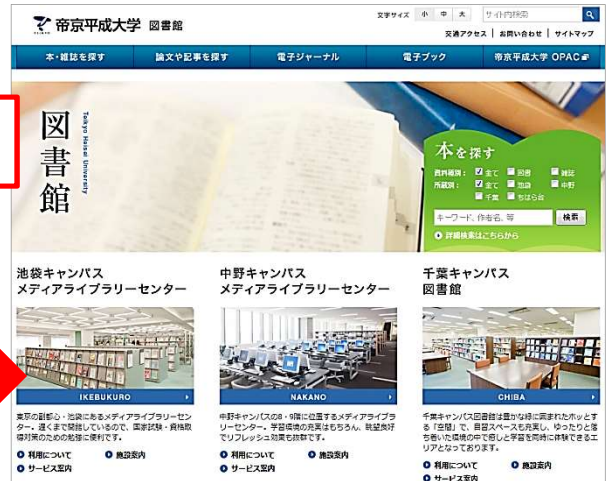 帝京平成大学 図書館
文字サイズ 小 中 大 サイト内検索
交通アクセス | お問い合わせ | サイトマップ
本・雑誌を探す 論文や記事を探す 電子ジャーナル 電子ブック 帝京平成大学 OPAC
図書館
Teikyo Heisei University
本を探す
資料種別: 全て 図書 雑誌
所蔵館: 全て 池袋 中野
千葉 ちはら台
キーワード、作者名、等 検索
詳細検索はこちらから
池袋キャンパス
メディアライブラリーセンター
IKEBUKURO
東京の副都心・池袋にあるメディアライブラリーセン
ター。遅くまで開館しているので、国家試験・資格取
得対策のための勉強に便利です。
利用について 施設案内
サービス案内
中野キャンパス
メディアライブラリーセンター
NAKANO
中野キャンパスの8・9階に位置するメディアライブラ
リーセンター。学習環境の充実はもちろん、眺望良好
でリフレッシュ効果も抜群です。
利用について 施設案内
サービス案内
千葉キャンパス
図書館
CHIBA
千葉キャンパス図書館は豊かな緑に囲まれたホッとす
る「空間」で、自習スペースも充実し、ゆったりと落
ち着いた環境の中で癒しと学習を同時に体験できるエ
リアとなっております。
利用について 施設案内
サービス案内